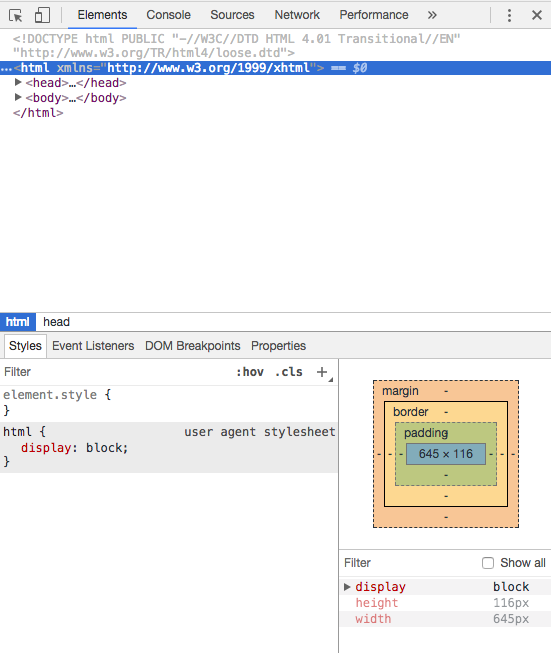 Elements Console Sources Network Performance »
<!DOCTYPE html PUBLIC "-//W3C//DTD HTML 4.01 Transitional//EN"
"http://www.w3.org/TR/html4/loose.dtd">
…<html xmlns="http://www.w3.org/1999/xhtml"> == $0
<head>…</head>
<body>…</body>
</html>
html head
Styles Event Listeners DOM Breakpoints Properties
Filter :hov .cls +
element.style {
}
html { user agent stylesheet
display: block;
}
margin -
border -
padding
- - - 645 × 116 - - -
-
-
-
Filter Show all
display block
height 116px
width 645px